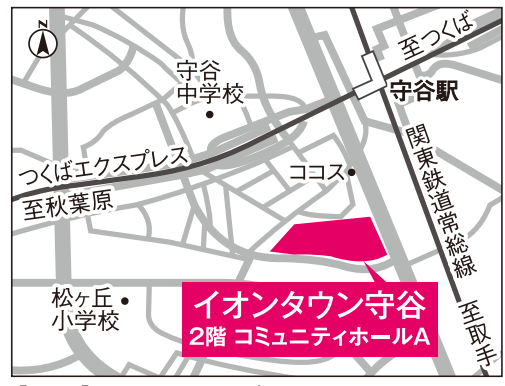 N
至つくば
守谷
中学校
守谷駅
つくばエクスプレス
至秋葉原
ココス
関東鉄道常総線
至取手
松ヶ丘
小学校
イオンタウン守谷
2階 コミュニティホールA